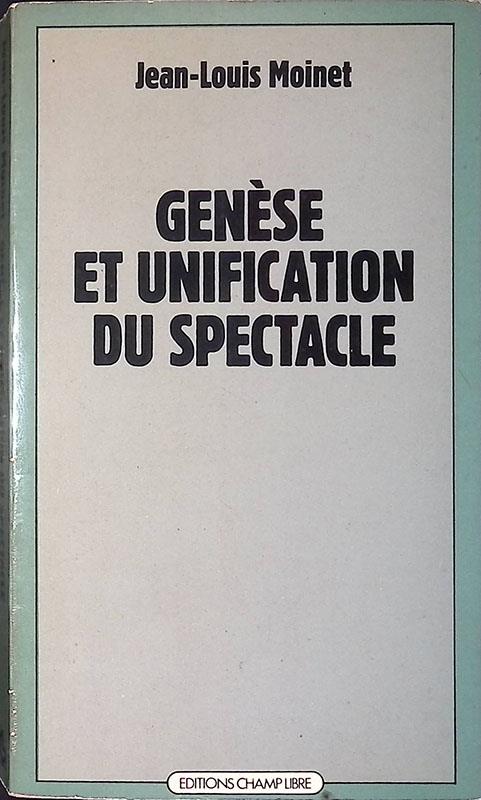 Jean-Louis Moinet
GENÈSE
ET UNIFICATION
DU SPECTACLE
EDITIONS CHAMP LIBRE